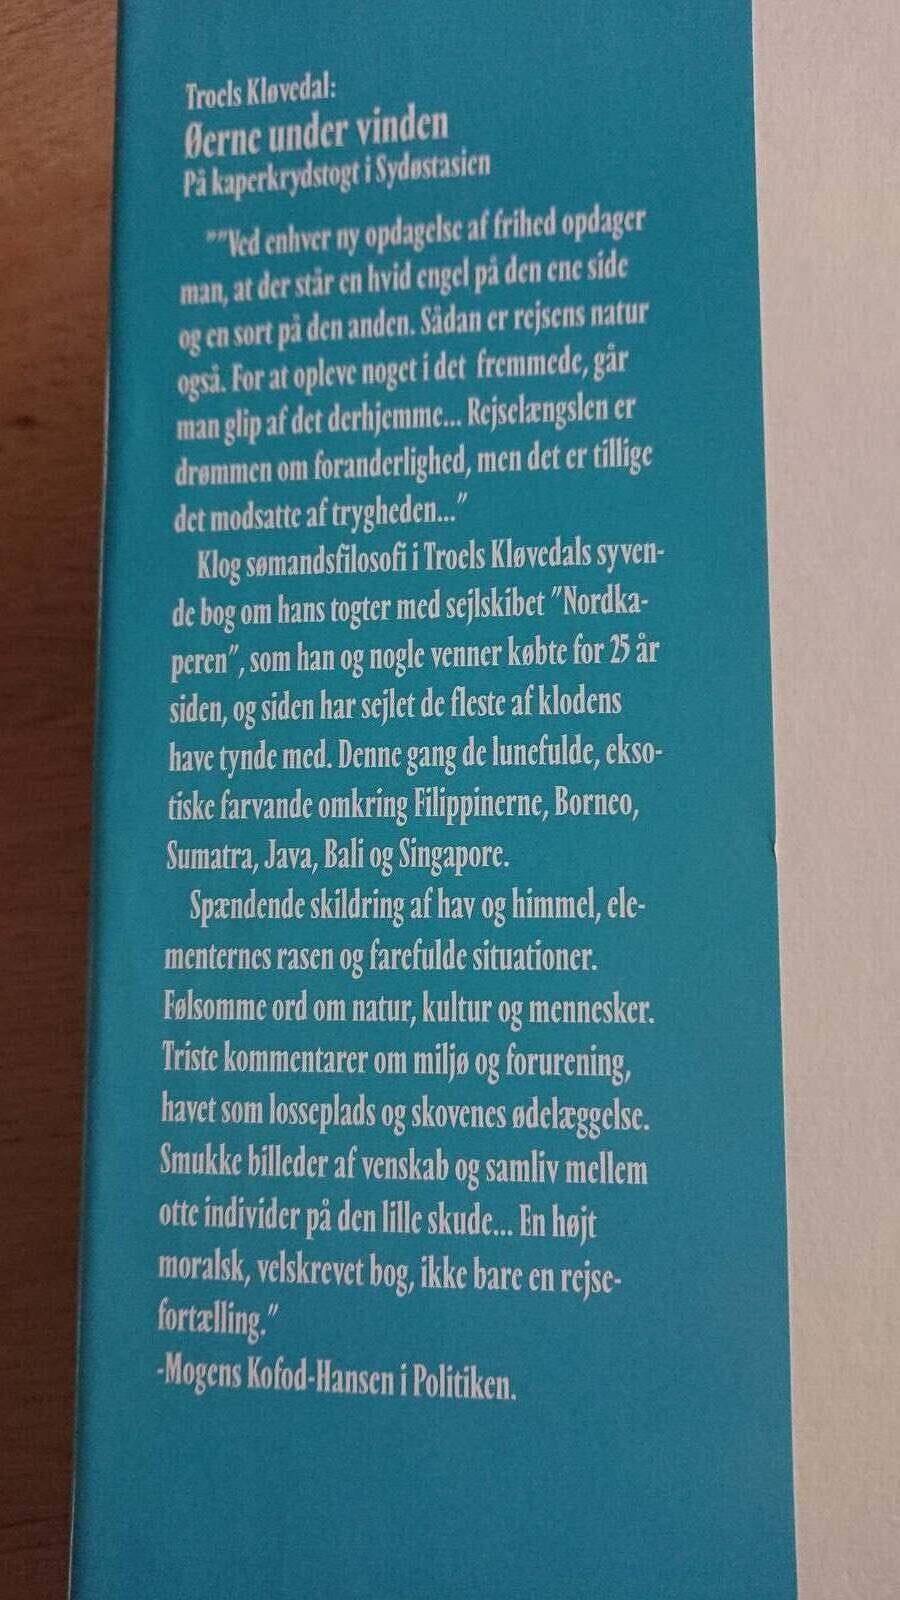 Troels Kløvedal:
Øerne under vinden
På kaperkrydstogt i Sydøstasien
""Ved enhver ny opdagelse af frihed opdager
man, at der står en hvid engel på den ene side
og en sort på den anden. Sådan er rejsens natur
også. For at opleve noget i det fremmede, går
man glip af det derhjemme... Rejselængslen er
drømmen om foranderlighed, men det er tillige
det modsatte af trygheden..."
Klog sømandsfilosofi i Troels Kløvedals syven-
de bog om hans togter med sejlskibet "Nordka-
peren", som han og nogle venner købte for 25 år
siden, og siden har sejlet de fleste af klodens
have tynde med. Denne gang de lunefulde, ekso-
tiske farvande omkring Filippinerne, Borneo,
Sumatra, Java, Bali og Singapore.
Spændende skildring af hav og himmel, ele-
menternes rasen og farefulde situationer.
Følsomme ord om natur, kultur og mennesker.
Triste kommentarer om miljø og forurening,
havet som losseplads og skovenes ødelæggelse.
Smukke billeder af venskab og samliv mellem
otte individer på den lille skude... En højt
moralsk, velskrevet bog, ikke bare en rejse-
fortælling."
-Mogens Kofod-Hansen i Politiken.